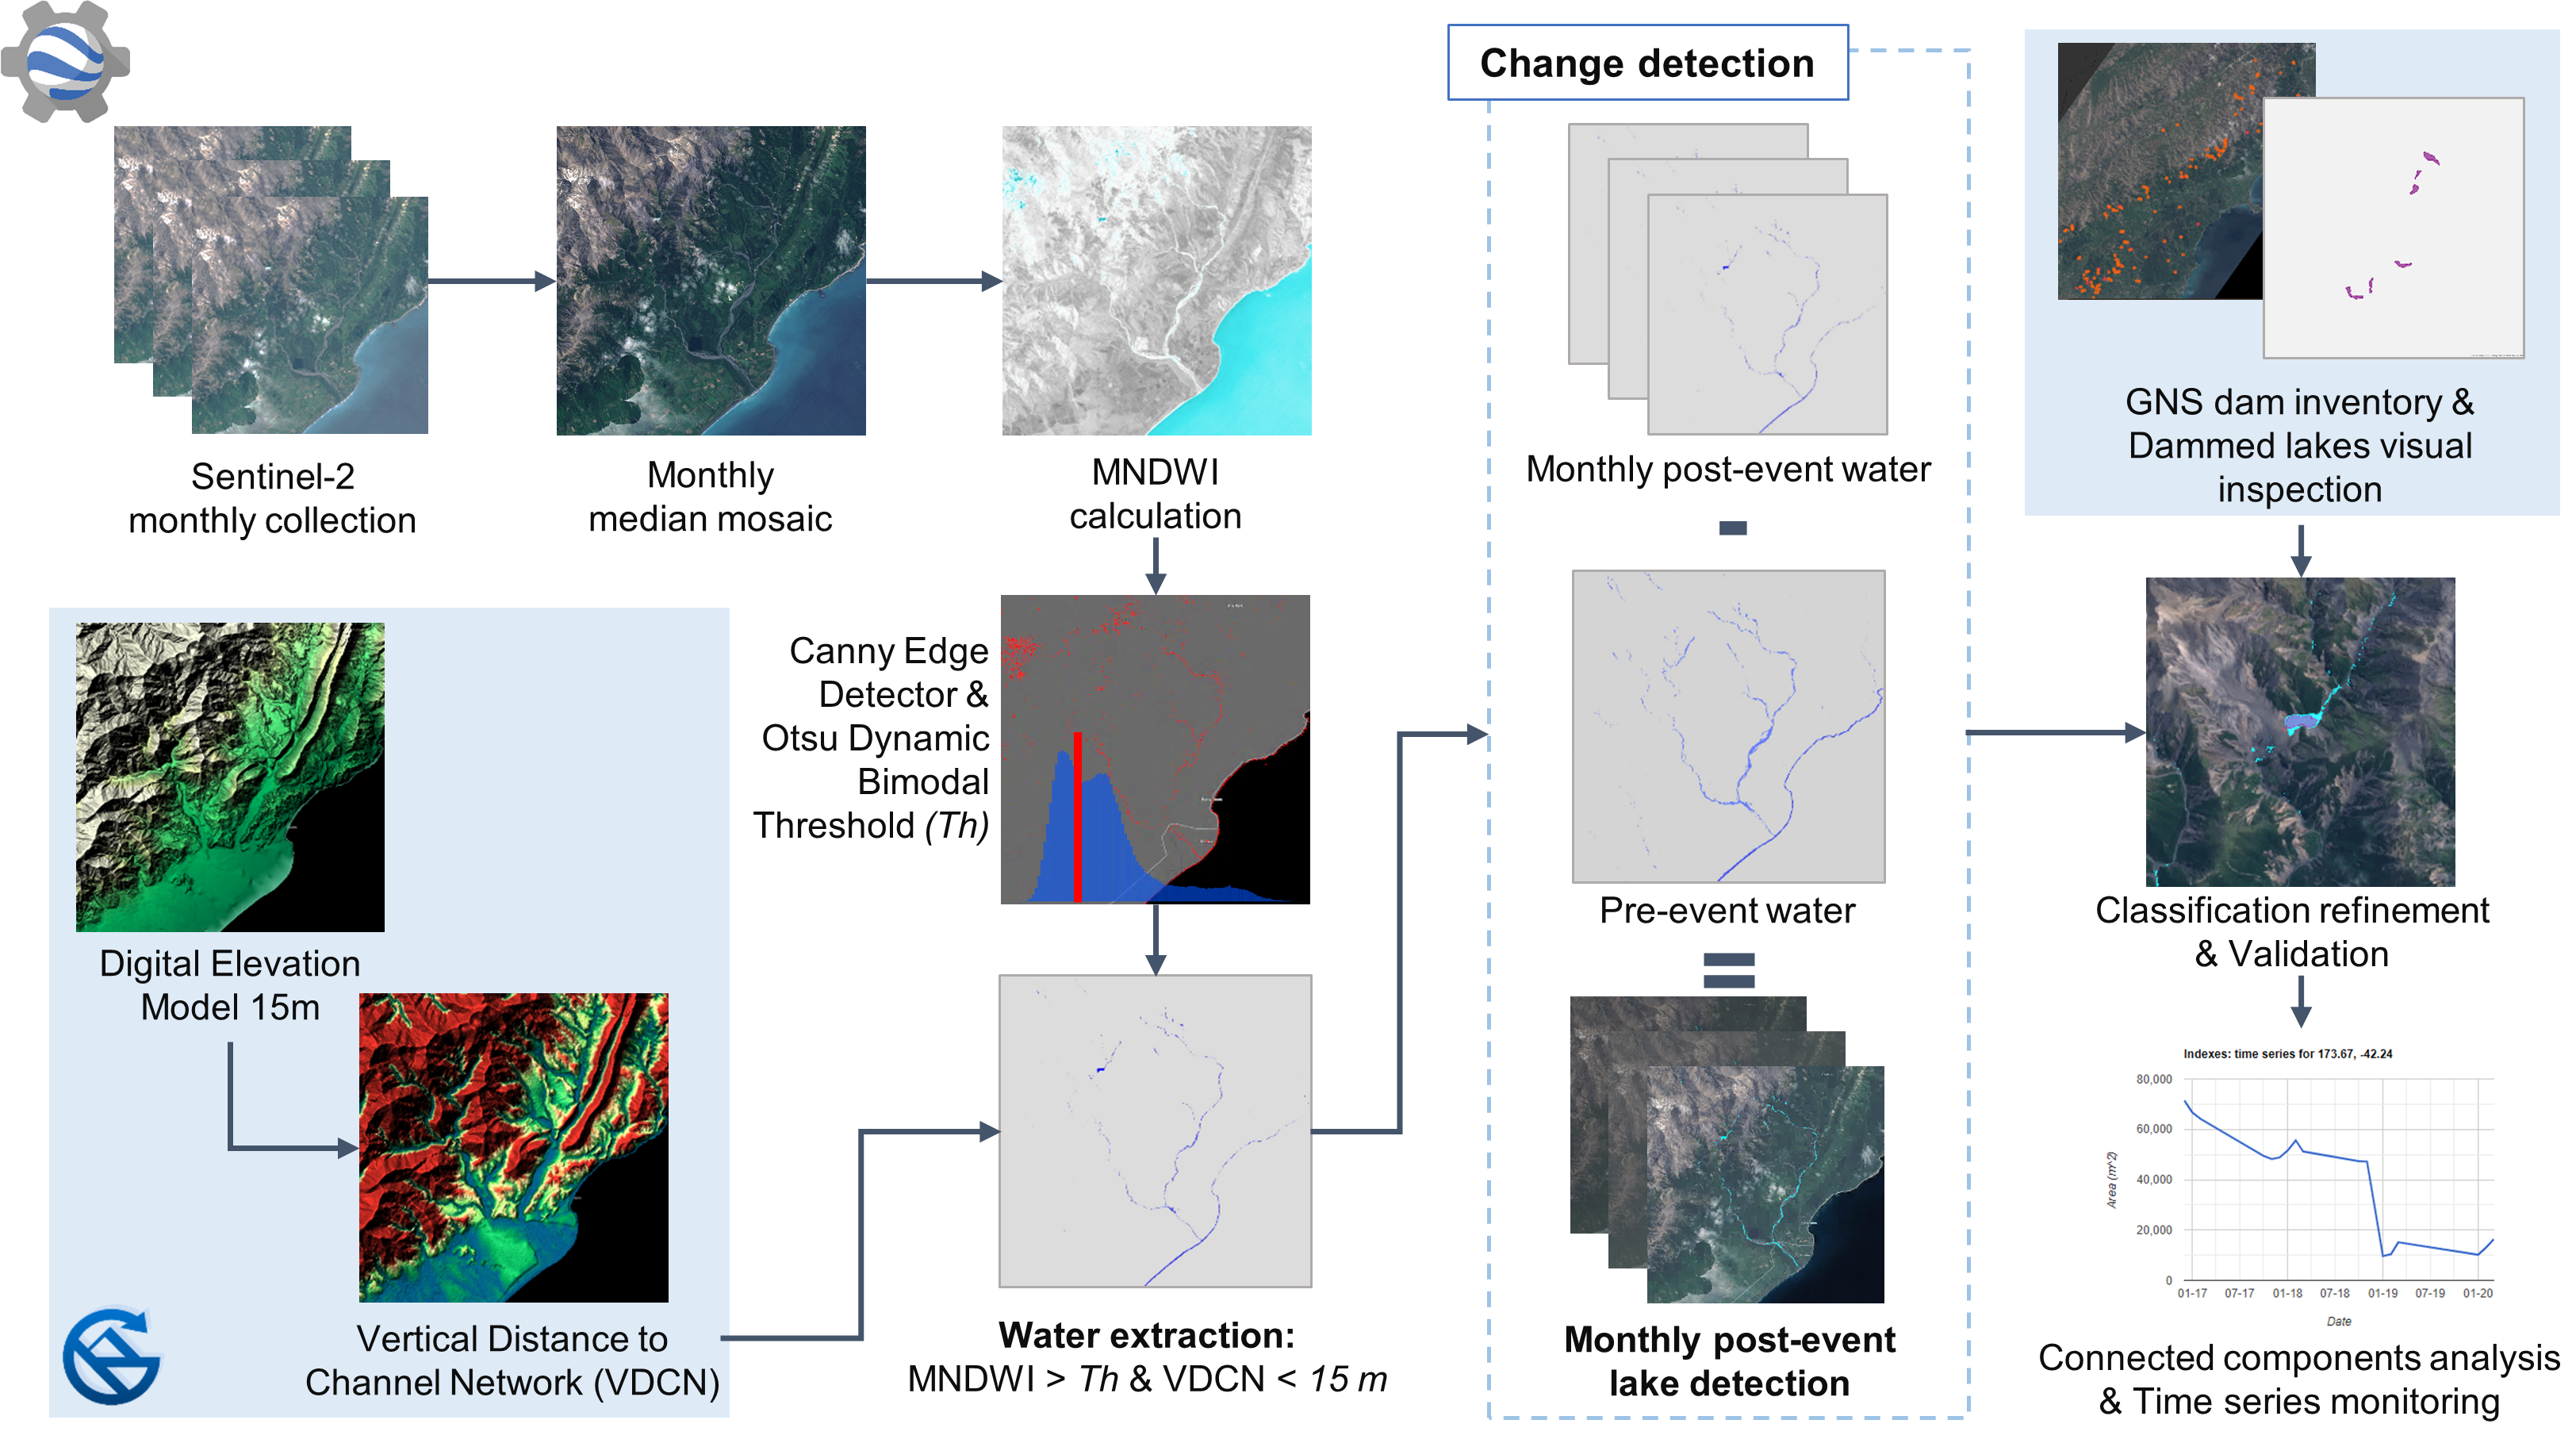 Change detection
Sentinel-2
monthly collection
Monthly
median mosaic
MNDWI
calculation
Monthly post-event water
GNS dam inventory &
Dammed lakes visual
inspection
Canny Edge
Detector &
Otsu Dynamic
Bimodal
Threshold (Th)
Digital Elevation
Model 15m
Vertical Distance to
Channel Network (VDCN)
Water extraction:
MNDWI > Th & VDCN < 15 m
Pre-event water
Monthly post-event
lake detection
Classification refinement
& Validation
Indexes: time series for 173.67, -42.24
80,000
60,000
40,000
20,000
0
Area (m^2)
01-17 07-17 01-18 07-18 01-19 07-19 01-20
Date
Connected components analysis
& Time series monitoring